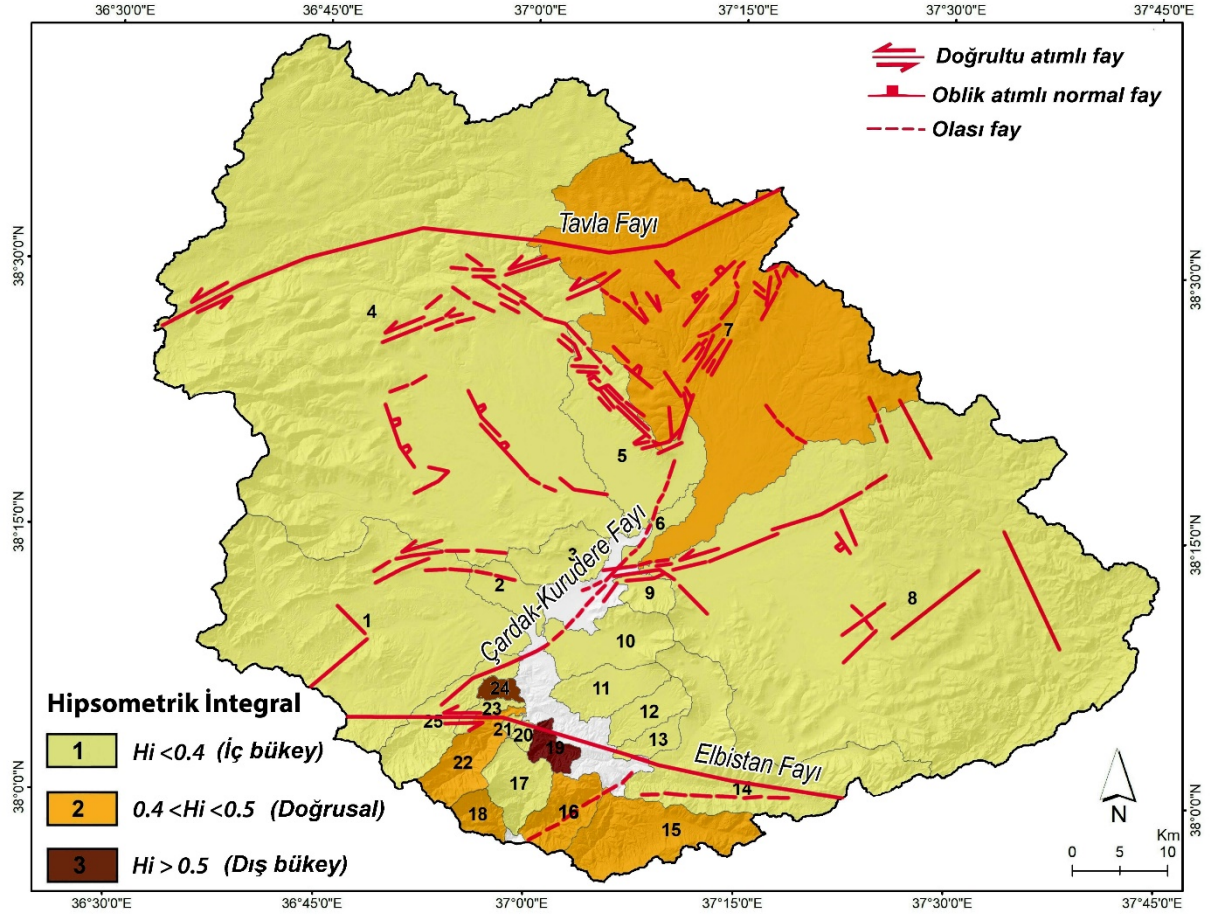 36°30'0"E 36°45'0"E 37°0'0"E 37°15'0"E 37°30'0"E 37°45'0"E
Doğrultu atımlı fay
Oblik atımlı normal fay
Olası fay
38°30'0"N
38°30'0"N
Tavla Fayı
4
7
5
38°15'0"N
38°15'0"N
6
Çardak-Kurudere Fayı
3
2
9
8
1
10
11
24
12
23
25
21
20
19
13
Elbistan Fayı
22
17
14
18
16
15
38°0'0"N
38°0'0"N
Hipsometrik İntegral
1 Hi <0.4 (İç bükey)
2 0.4 <Hi <0.5 (Doğrusal)
3 Hi > 0.5 (Dış bükey)
N
Km
0 5 10
36°30'0"E 36°45'0"E 37°0'0"E 37°15'0"E 37°30'0"E 37°45'0"E